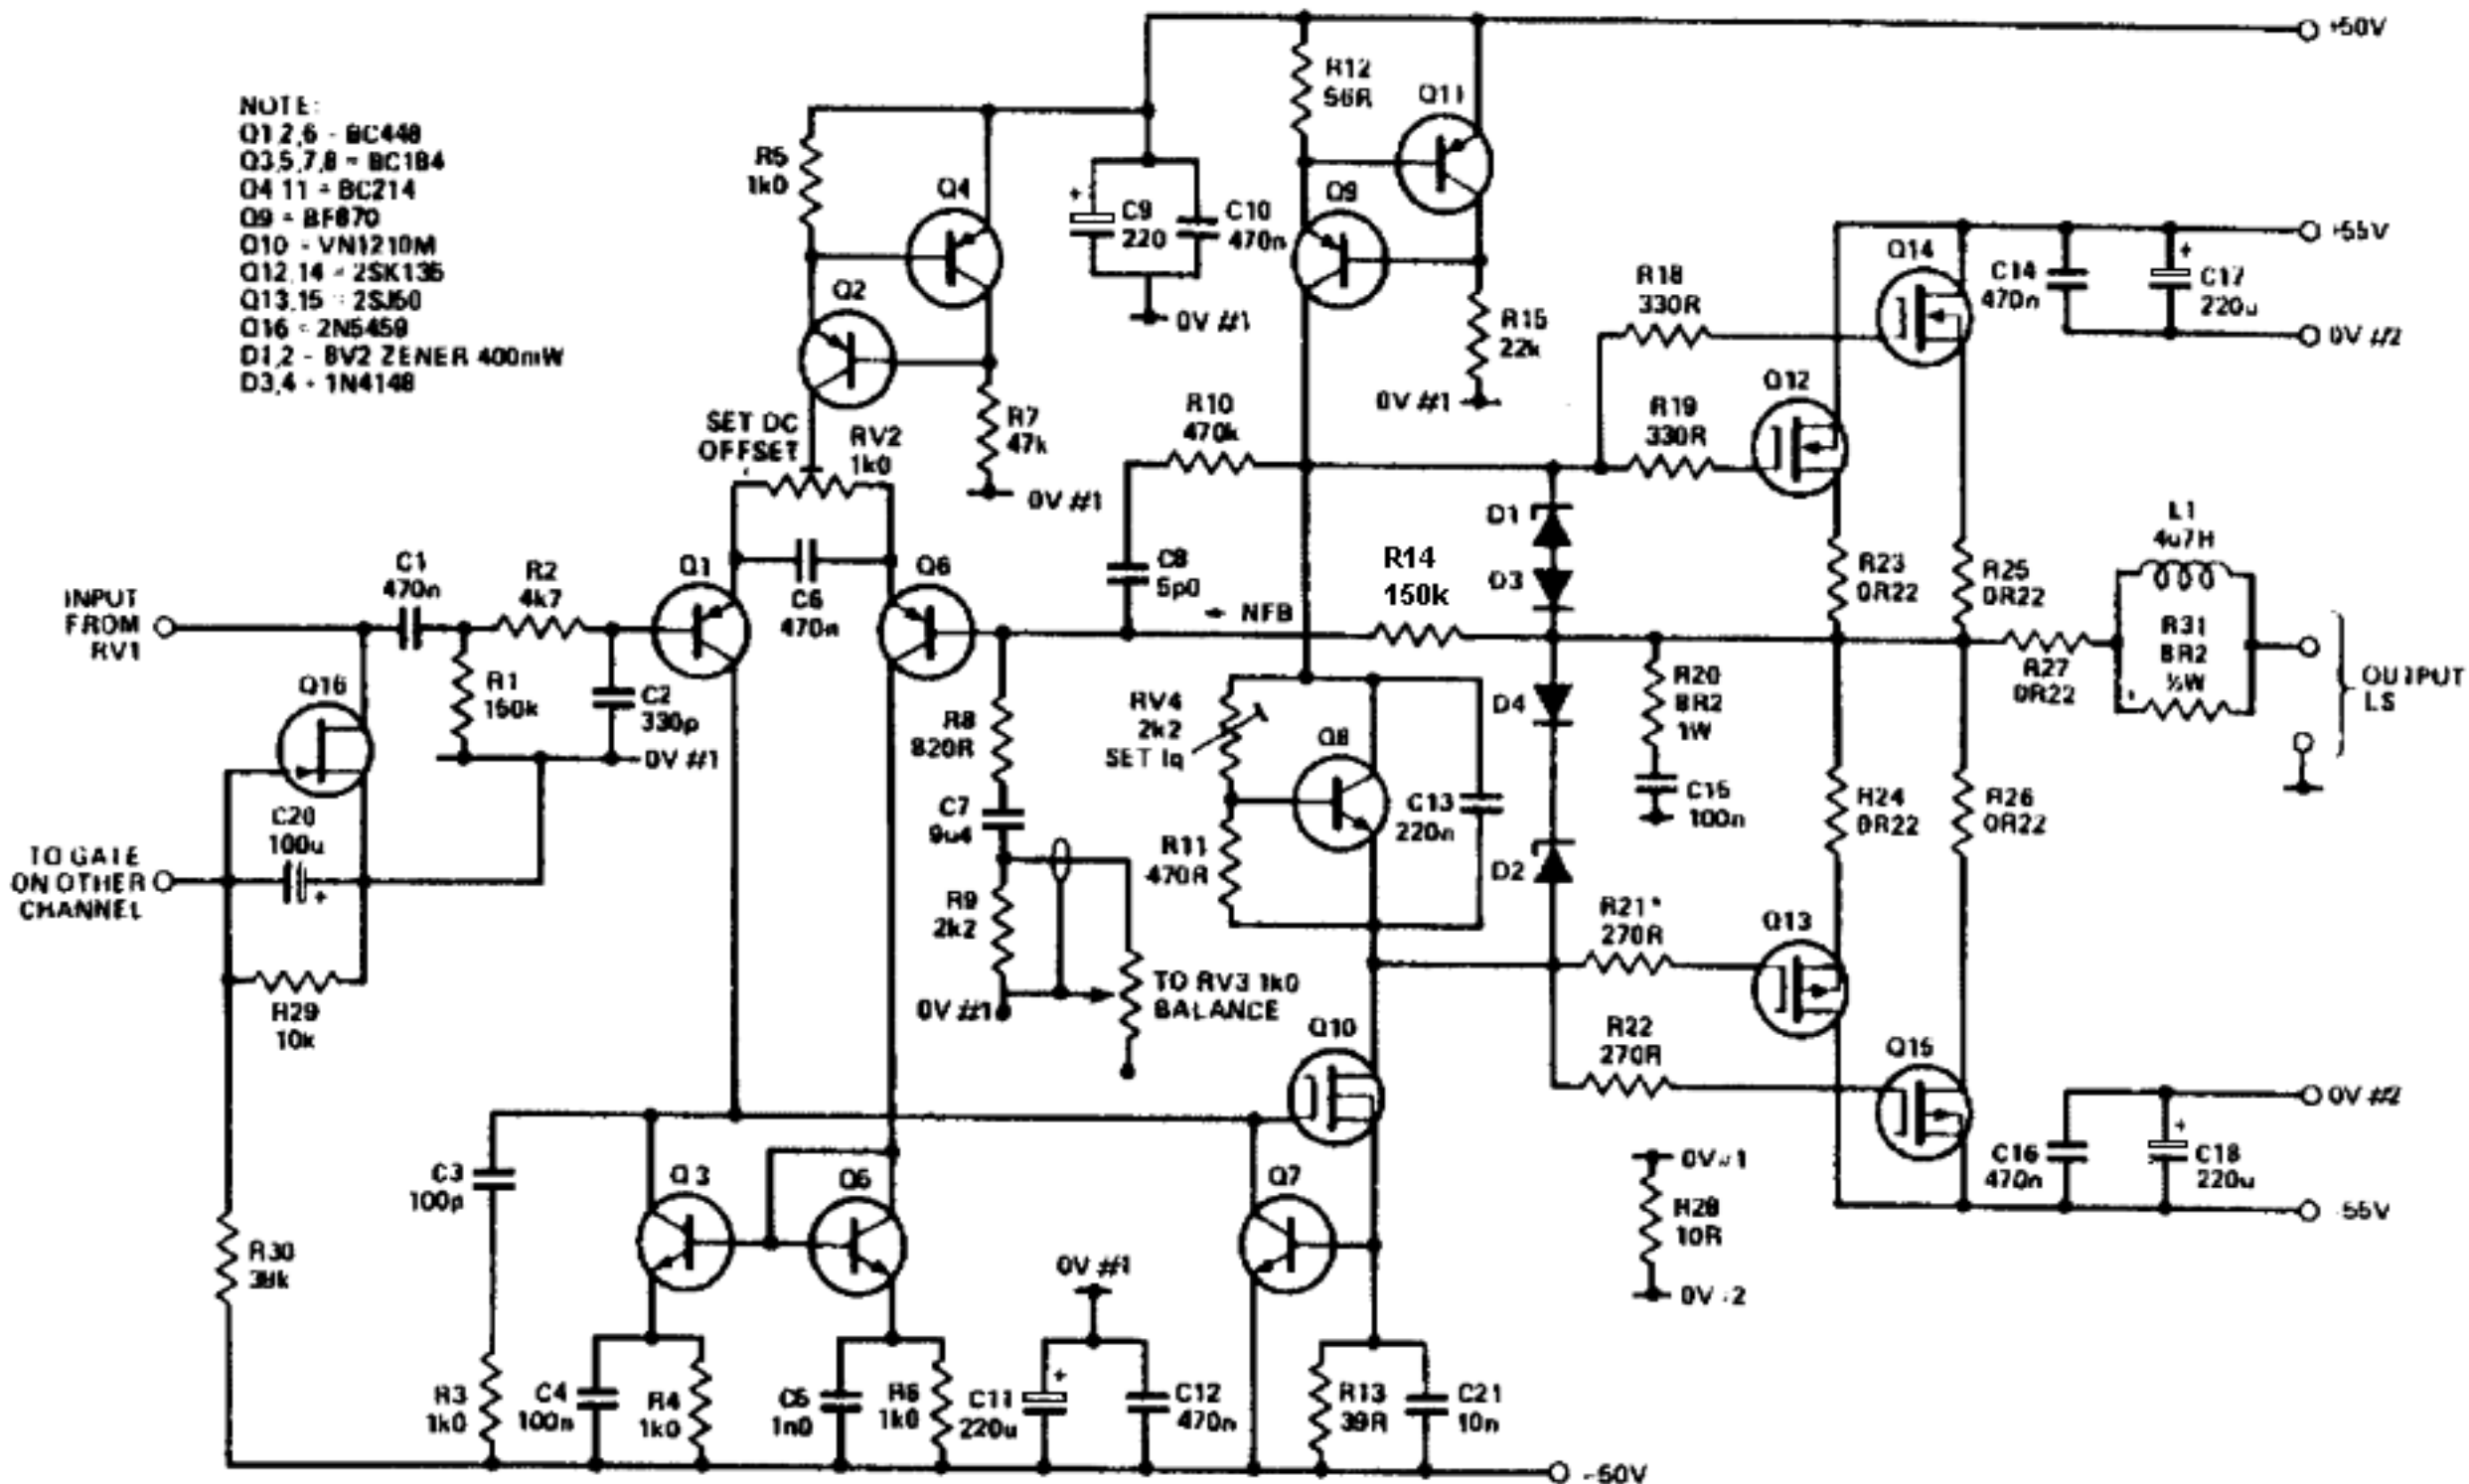 NOTE:
Q1 2,6 - BC448
Q3,5,7,8 = BC184
Q4 11 = BC214
Q9 = BF870
Q10 - VN1210M
Q12,14 = 2SK135
Q13,15 = 2SJ50
Q16 = 2N5459
D1,2 - 8V2 ZENER 400mW
D3,4 - 1N4148
+50V
R12
56R
Q11
R5
1k0
Q4
C9
220
C10
470n
Q9
0V #1
R15
22k
0V #1
+55V
Q14
C14
470n
C17
220u
0V #2
R18
330R
Q2
SET DC
OFFSET
RV2
1k0
R7
47k
0V #1
R10
470k
R19
330R
Q12
D1
L1
4u7H
INPUT
FROM
RV1
C1
470n
R2
4k7
Q1
C6
470n
Q6
C8
5p0
NFB
R14
150k
D3
R23
0R22
R25
0R22
R31
8R2
½W
R27
0R22
OUTPUT
LS
Q16
R1
150k
C2
330p
0V #1
R8
820R
RV4
2k2
SET Iq
Q8
D4
R20
8R2
1W
C15
100n
R24
0R22
R26
0R22
C20
100u
TO GATE
ON OTHER
CHANNEL
C7
9u4
R9
2k2
0V #1
TO RV3 1k0
BALANCE
R11
470R
C13
220n
D2
R21*
270R
Q13
R29
10k
Q10
R22
270R
Q15
0V #2
C16
470n
C18
220u
55V
C3
100p
Q3
Q5
Q7
0V #1
R28
10R
0V 2
R30
R3
1k0
C4
100n
R4
1k0
C5
1n0
R6
1k0
0V #1
C11
220u
C12
470n
R13
39R
C21
10n
-50V